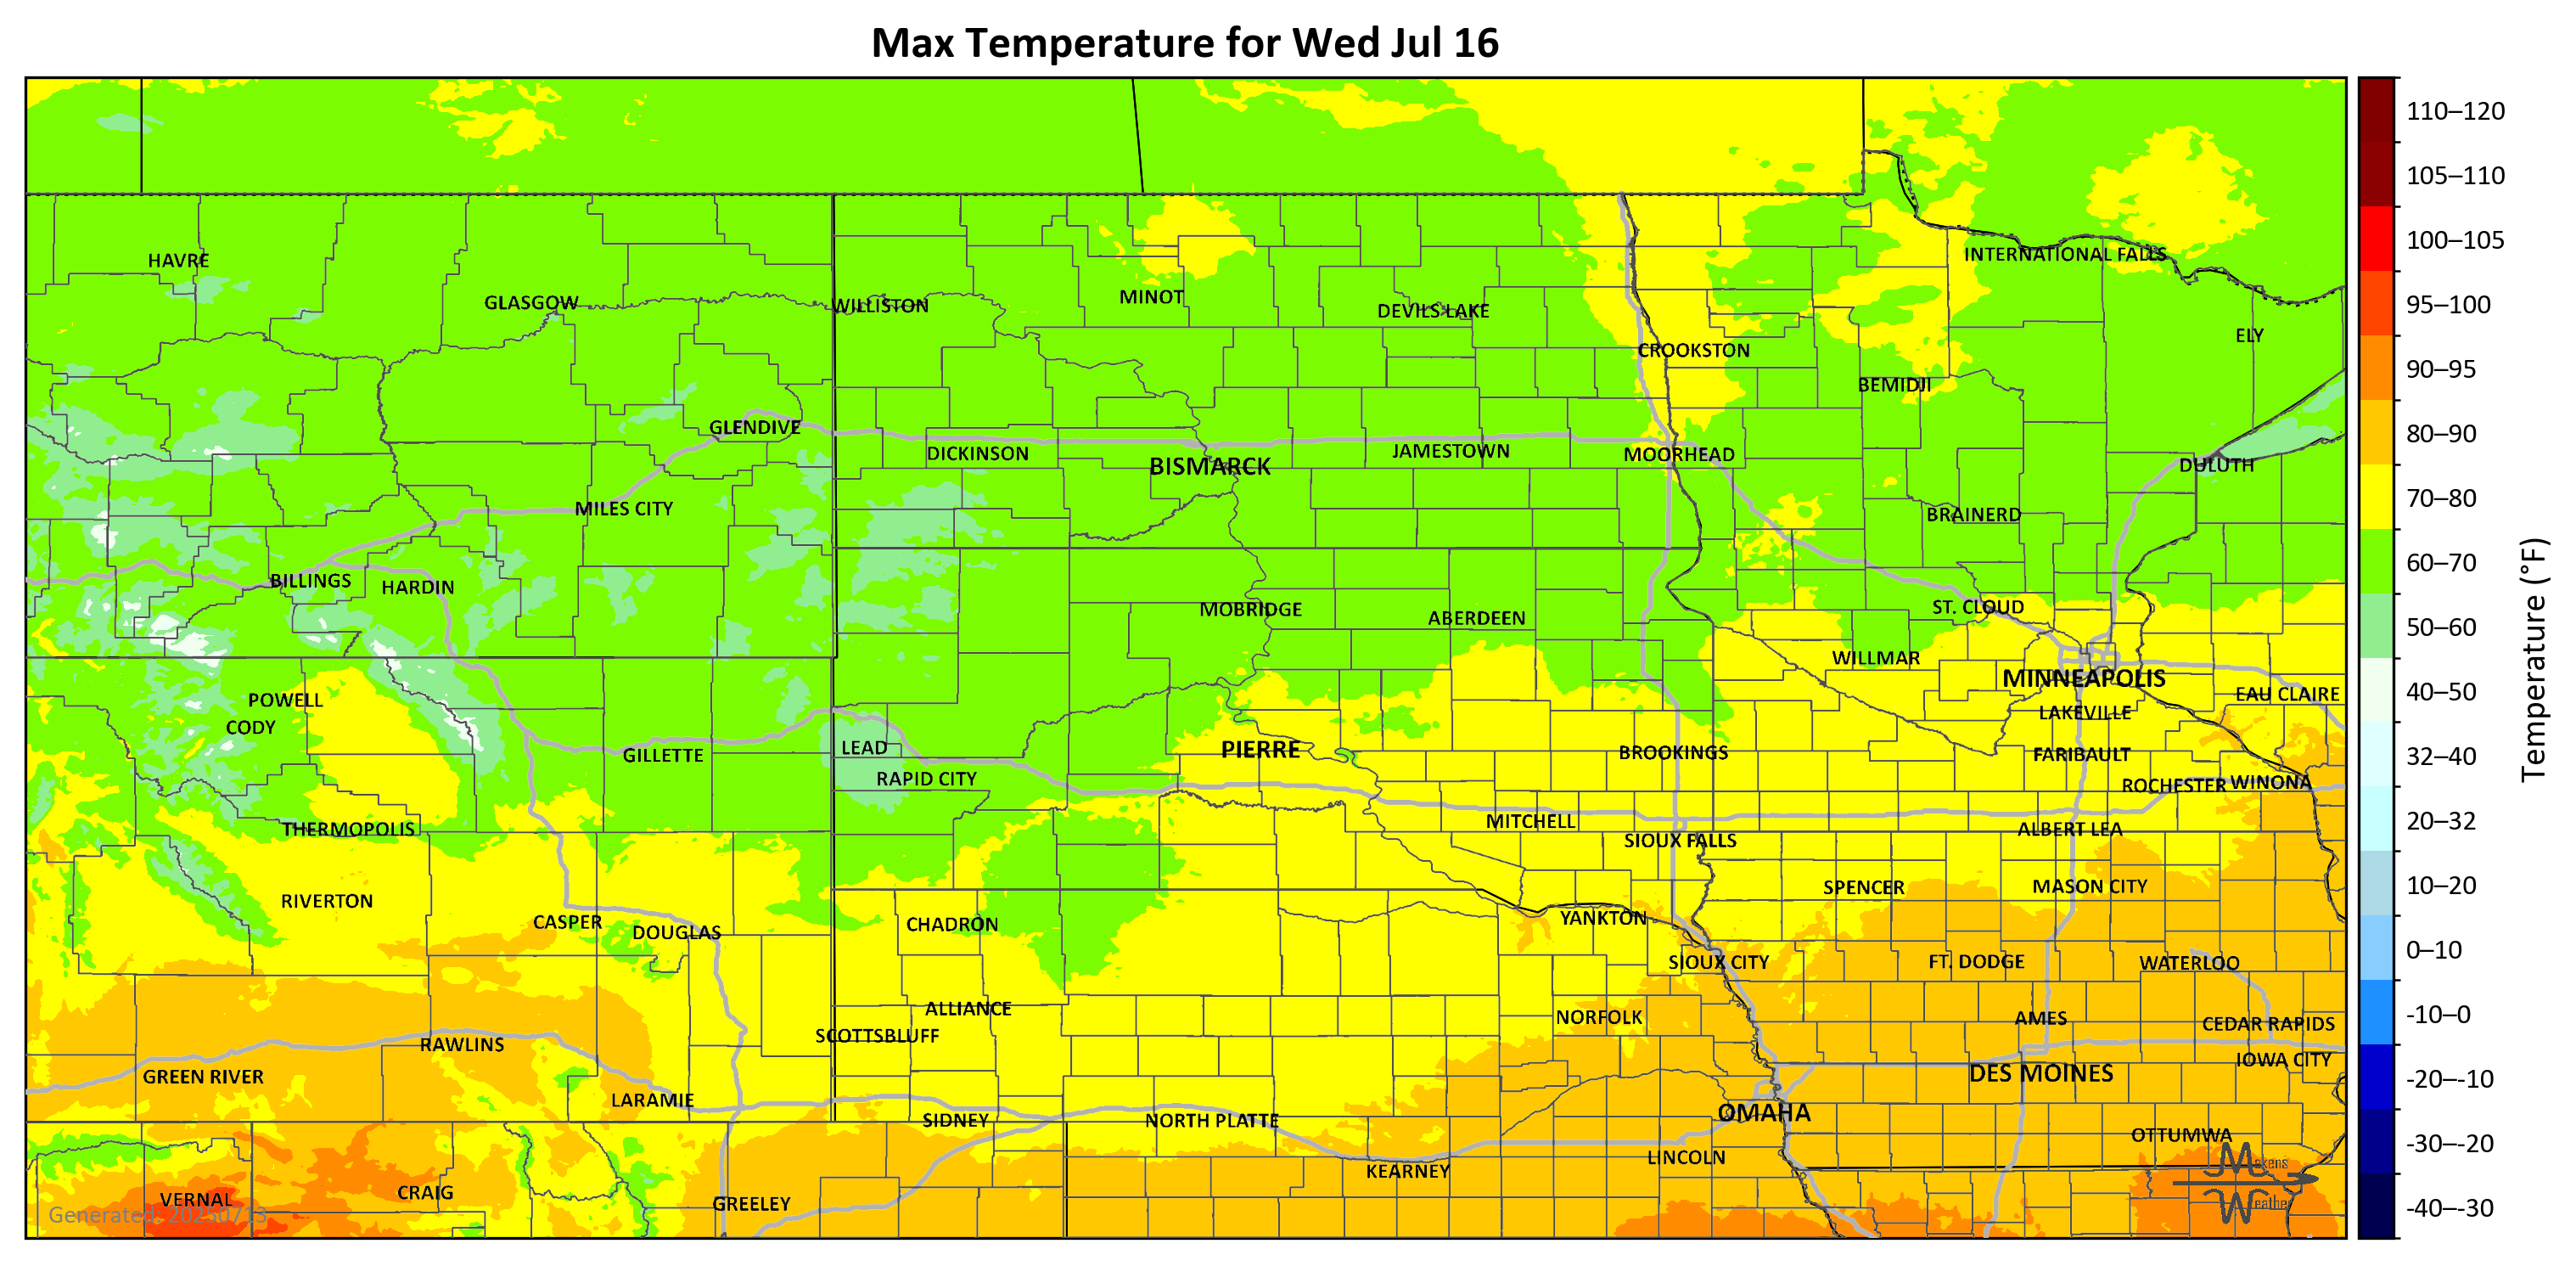 Max Temperature for Wed Jul 16
110–120
105–110
HAVRE
INTERNATIONAL FALLS
100–105
GLASGOW
WILLISTON
MINOT
DEVILS LAKE
95–100
ELY
CROOKSTON
90–95
BEMIDJI
GLENDIVE
80–90
DICKINSON
BISMARCK
JAMESTOWN
MOORHEAD
DULUTH
MILES CITY
BRAINERD
70–80
BILLINGS
HARDIN
60–70
MOBRIDGE
ABERDEEN
ST. CLOUD
50–60
WILLMAR
MINNEAPOLIS
Temperature (°F)
POWELL
EAU CLAIRE
40–50
CODY
LAKEVILLE
GILLETTE
LEAD
PIERRE
BROOKINGS
FARIBAULT
32–40
RAPID CITY
ROCHESTER
WINONA
THERMOPOLIS
MITCHELL
ALBERT LEA
20–32
SIOUX FALLS
RIVERTON
SPENCER
MASON CITY
10–20
CASPER
DOUGLAS
CHADRON
YANKTON
SIOUX CITY
FT. DODGE
WATERLOO
0–10
ALLIANCE
NORFOLK
AMES
CEDAR RAPIDS
-10–0
RAWLINS
SCOTTSBLUFF
IOWA CITY
GREEN RIVER
DES MOINES
-20–-10
LARAMIE
SIDNEY
NORTH PLATTE
OMAHA
OTTUMWA
-30–-20
KEARNEY
LINCOLN
Makens
VERNAL
CRAIG
GREELEY
Weather
-40–-30
Generated: 20250713